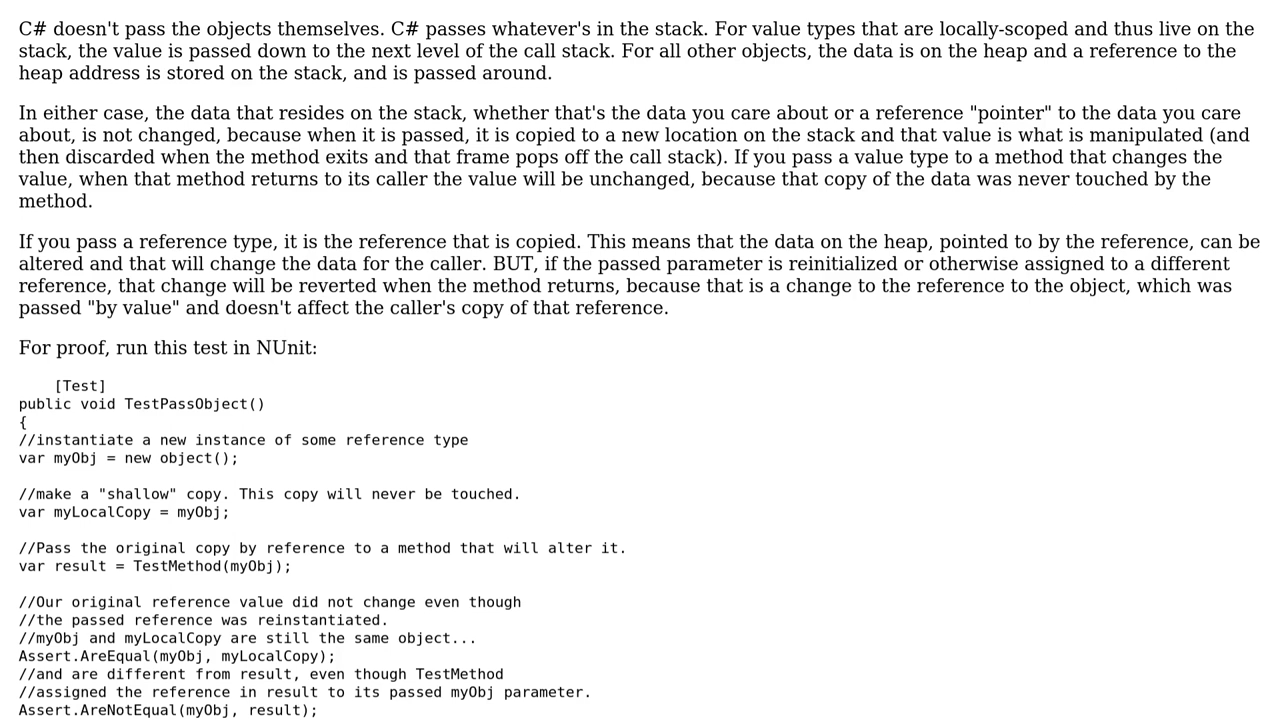 C# doesn't pass the objects themselves. C# passes whatever's in the stack. For value types that are locally-scoped and thus live on the
stack, the value is passed down to the next level of the call stack. For all other objects, the data is on the heap and a reference to the
heap address is stored on the stack, and is passed around.
In either case, the data that resides on the stack, whether that's the data you care about or a reference "pointer" to the data you care
about, is not changed, because when it is passed, it is copied to a new location on the stack and that value is what is manipulated (and
then discarded when the method exits and that frame pops off the call stack). If you pass a value type to a method that changes the
value, when that method returns to its caller the value will be unchanged, because that copy of the data was never touched by the
method.
If you pass a reference type, it is the reference that is copied. This means that the data on the heap, pointed to by the reference, can be
altered and that will change the data for the caller. BUT, if the passed parameter is reinitialized or otherwise assigned to a different
reference, that change will be reverted when the method returns, because that is a change to the reference to the object, which was
passed "by value" and doesn't affect the caller's copy of that reference.
For proof, run this test in NUnit:
[Test]
public void TestPassObject()
{
//instantiate a new instance of some reference type
var myObj = new object();
//make a "shallow" copy. This copy will never be touched.
var myLocalCopy = myObj;
//Pass the original copy by reference to a method that will alter it.
var result = TestMethod(myObj);
//Our original reference value did not change even though
//the passed reference was reinstantiated.
//myObj and myLocalCopy are still the same object...
Assert.AreEqual(myObj, myLocalCopy);
//and are different from result, even though TestMethod
//assigned the reference in result to its passed myObj parameter.
Assert.AreNotEqual(myObj, result);